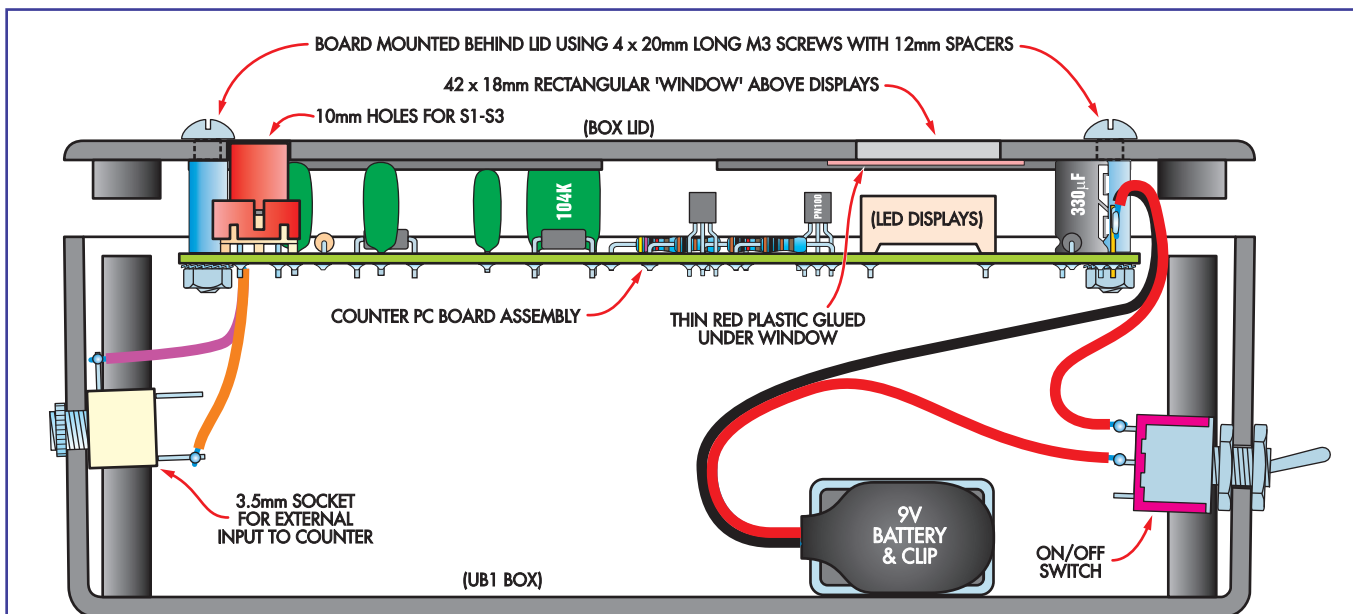 BOARD MOUNTED BEHIND LID USING 4 x 20mm LONG M3 SCREWS WITH 12mm SPACERS
42 x 18mm RECTANGULAR 'WINDOW' ABOVE DISPLAYS
10mm HOLES FOR S1-S3
(BOX LID)
104K
PN100
(LED DISPLAYS)
330µF
COUNTER PC BOARD ASSEMBLY
THIN RED PLASTIC GLUED
UNDER WINDOW
3.5mm SOCKET
FOR EXTERNAL
INPUT TO COUNTER
9V
BATTERY
& CLIP
ON/OFF
SWITCH
(UB1 BOX)